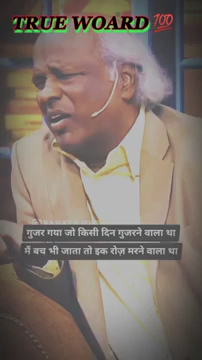 TRUE WOARD 💯
गुजर गया जो किसी दिन गुजरने वाला था
मैं बच भी जाता तो इक रोज़ मरने वाला था